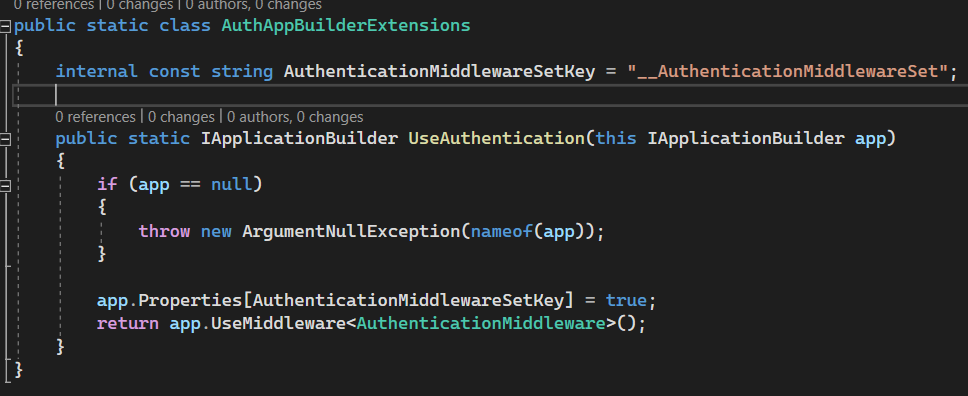 0 references | 0 changes | 0 authors, 0 changes
public static class AuthAppBuilderExtensions
{
    internal const string AuthenticationMiddlewareSetKey = "__AuthenticationMiddlewareSet";
    0 references | 0 changes | 0 authors, 0 changes
    public static IApplicationBuilder UseAuthentication(this IApplicationBuilder app)
    {
        if (app == null)
        {
            throw new ArgumentNullException(nameof(app));
        }
        app.Properties[AuthenticationMiddlewareSetKey] = true;
        return app.UseMiddleware<AuthenticationMiddleware>();
    }
}